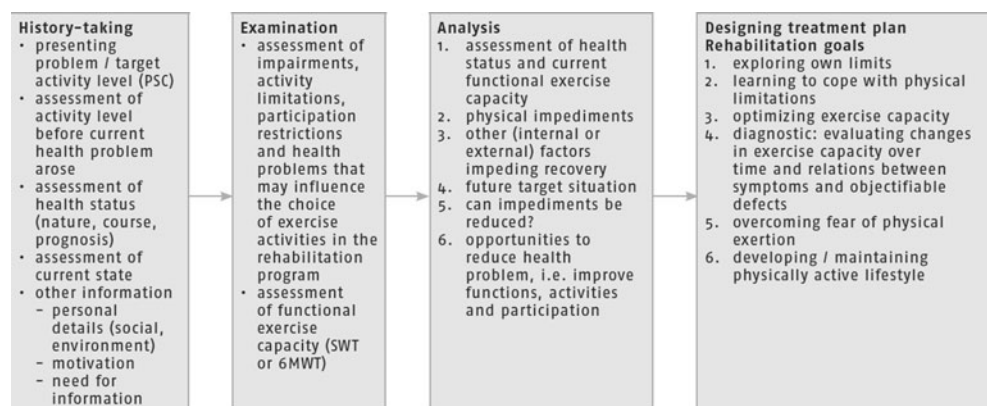 History-taking
• presenting
problem / target
activity level (PSC)
• assessment of
activity level
before current
health problem
arose
• assessment of
health status
(nature, course,
prognosis)
• assessment of
current state
• other information
– personal
details (social,
environment)
– motivation
– need for
information
Examination
• assessment of
impairments,
activity
limitations,
participation
restrictions
and health
problems that
may influence
the choice
of exercise
activities in the
rehabilitation
program
• assessment
of functional
exercise
capacity (SWT
or 6MWT)
Analysis
1. assessment of health
status and current
functional exercise
capacity
2. physical impediments
3. other (internal or
external) factors
impeding recovery
4. future target situation
5. can impediments be
reduced?
6. opportunities to
reduce health
problem, i.e. improve
functions, activities
and participation
Designing treatment plan
Rehabilitation goals
1. exploring own limits
2. learning to cope with physical
limitations
3. optimizing exercise capacity
4. diagnostic: evaluating changes
in exercise capacity over
time and relations between
symptoms and objectifiable
defects
5. overcoming fear of physical
exertion
6. developing / maintaining
physically active lifestyle